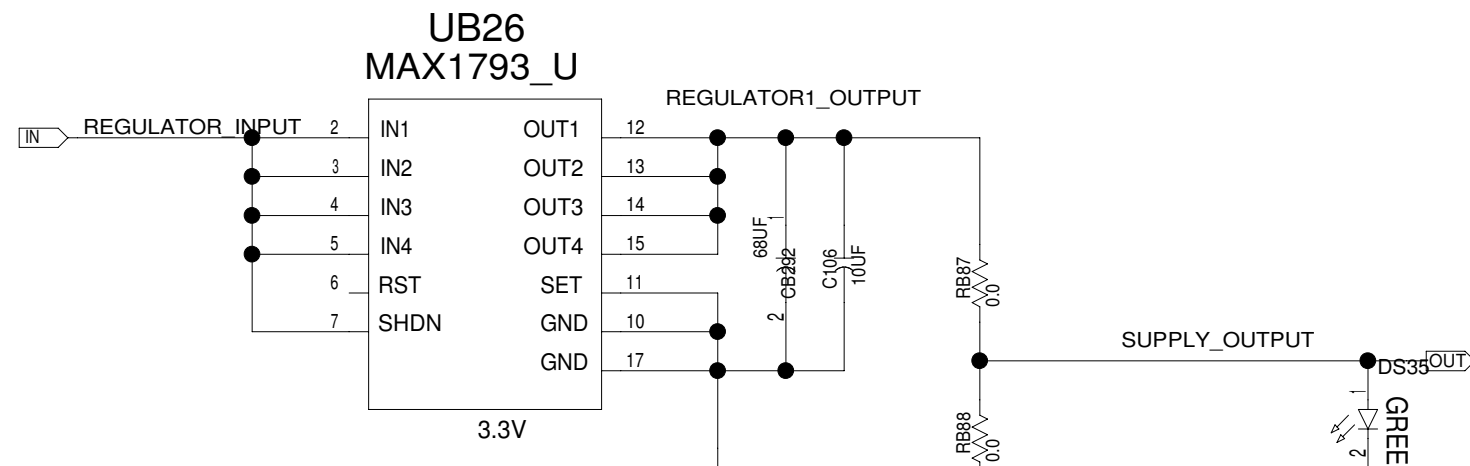 UB26
MAX1793_U
REGULATOR1_OUTPUT
IN
REGULATOR_INPUT
2 IN1 OUT1 12
3 IN2 OUT2 13
4 IN3 OUT3 14
5 IN4 OUT4 15
6 RST SET 11
7 SHDN GND 10
GND 17
3.3V
1
68UF
CB292
2
C106
10UF
RB87
0.0
SUPPLY_OUTPUT
OUT
DS35
1
GREE
2
RB88
0.0